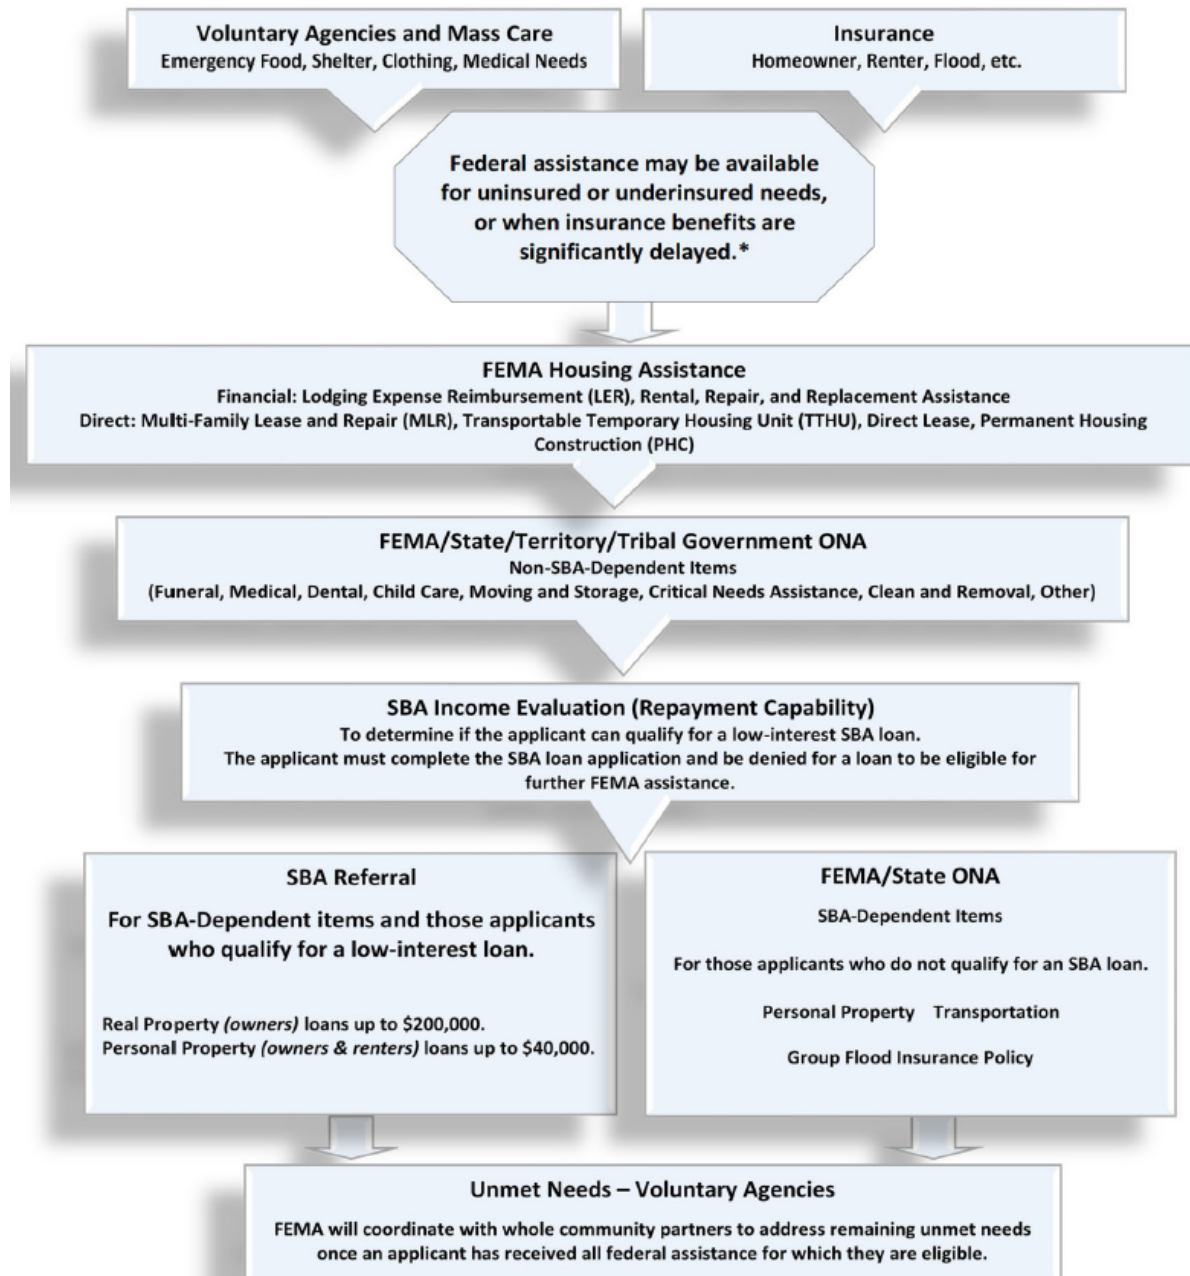 Voluntary Agencies and Mass Care
Emergency Food, Shelter, Clothing, Medical Needs
Insurance
Homeowner, Renter, Flood, etc.
Federal assistance may be available
for uninsured or underinsured needs,
or when insurance benefits are
significantly delayed.*
FEMA Housing Assistance
Financial: Lodging Expense Reimbursement (LER), Rental, Repair, and Replacement Assistance
Direct: Multi-Family Lease and Repair (MLR), Transportable Temporary Housing Unit (TTHU), Direct Lease, Permanent Housing
Construction (PHC)
FEMA/State/Territory/Tribal Government ONA
Non-SBA-Dependent Items
(Funeral, Medical, Dental, Child Care, Moving and Storage, Critical Needs Assistance, Clean and Removal, Other)
SBA Income Evaluation (Repayment Capability)
To determine if the applicant can qualify for a low-interest SBA loan.
The applicant must complete the SBA loan application and be denied for a loan to be eligible for
further FEMA assistance.
SBA Referral
For SBA-Dependent items and those applicants
who qualify for a low-interest loan.
Real Property (owners) loans up to $200,000.
Personal Property (owners & renters) loans up to $40,000.
FEMA/State ONA
SBA-Dependent Items
For those applicants who do not qualify for an SBA loan.
Personal Property Transportation
Group Flood Insurance Policy
Unmet Needs – Voluntary Agencies
FEMA will coordinate with whole community partners to address remaining unmet needs
once an applicant has received all federal assistance for which they are eligible.